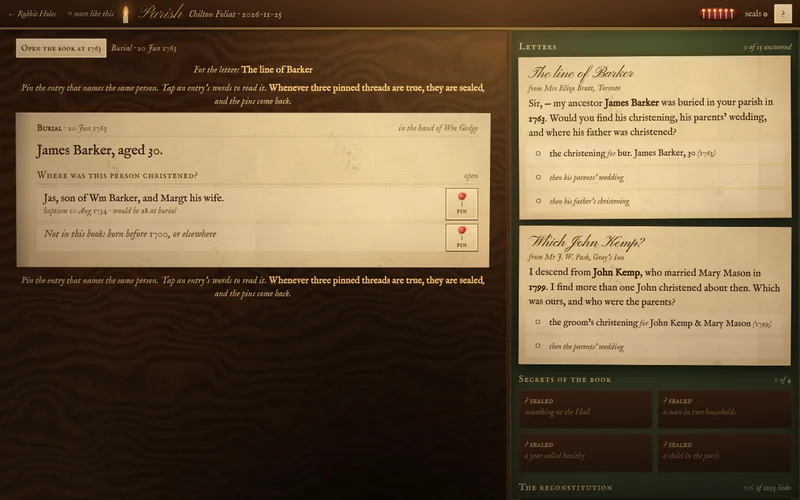 ← Rabbit Holes
≈ more like this
Parish
Chilton Foliat · 2026-11-25
seals 0
?
Open the book at 1763
Burial · 20 Jun 1763
For the letter: The line of Barker
Pin the entry that names the same person. Tap an entry's words to read it. Whenever three pinned threads are true, they are sealed,
and the pins come back.
Burial · 20 Jun 1763
in the hand of Wm Gedge
James Barker, aged 30.
Where was this person christened?
open
Jas, son of Wm Barker, and Margt his wife.
baptism 10 Aug 1734 · would be 28 at burial
PIN
Not in this book: born before 1700, or elsewhere
PIN
Pin the entry that names the same person. Tap an entry's words to read it. Whenever three pinned threads are true, they are sealed,
and the pins come back.
Letters
0 of 15 answered
The line of Barker
from Mrs Eliza Bratt, Toronto
Sir, — my ancestor James Barker was buried in your parish in
1763. Would you find his christening, his parents' wedding,
and where his father was christened?
the christening for bur. James Barker, 30 (1763)
then his parents' wedding
then his father's christening
Which John Kemp?
from Mr J. W. Pask, Gray's Inn
I descend from John Kemp, who married Mary Mason in
1799. I find more than one John christened about then. Which
was ours, and who were the parents?
the groom's christening for John Kemp & Mary Mason (1799)
then the parents' wedding
Secrets of the book
0 of 4
? sealed
something at the Hall
? sealed
a man in two households
? sealed
a year called healthy
? sealed
a child in the porch
The reconstitution
0% of 1193 links